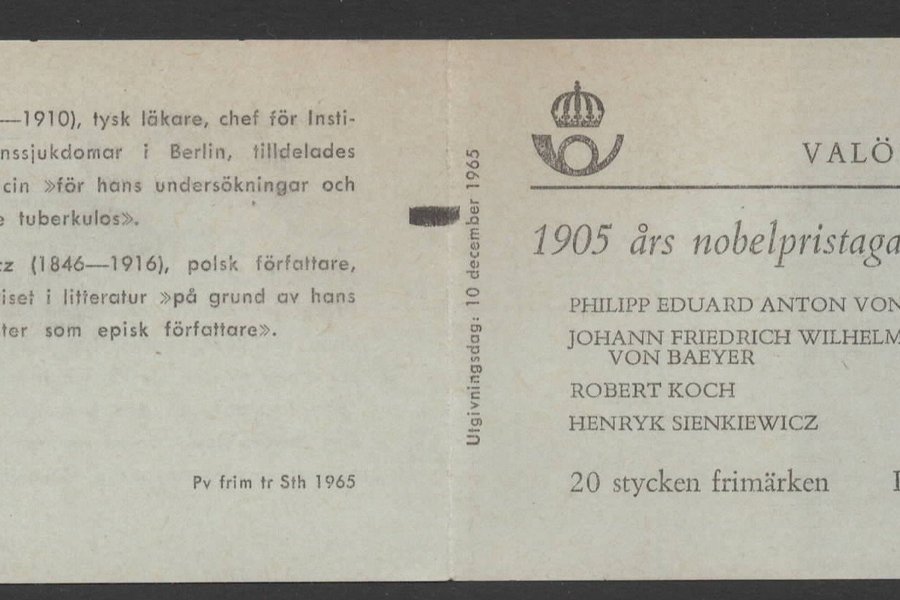 —1910), tysk läkare, chef för Insti-
nssjukdomar i Berlin, tilldelades
cin »för hans undersökningar och
e tuberkulos».
cz (1846—1916), polsk författare,
iset i litteratur »på grund av hans
ter som episk författare».
Pv frim tr Sth 1965
Utgivningsdag: 10 december 1965
VALÖ
1905 års nobelpristaga
PHILIPP EDUARD ANTON VON
JOHANN FRIEDRICH WILHELM
VON BAEYER
ROBERT KOCH
HENRYK SIENKIEWICZ
20 stycken frimärken